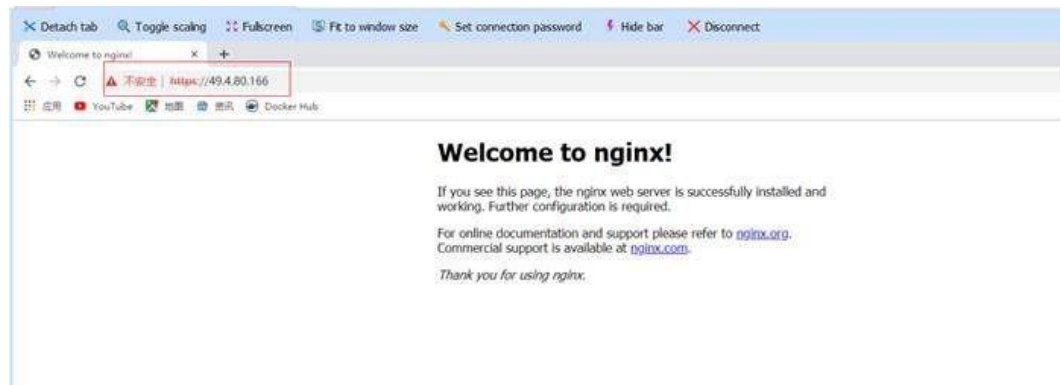 Detach tab Toggle scaling Fullscreen Fit to window size Set connection password Hide bar Disconnect
Welcome to nginx!
不安全 | https://49.4.80.166
应用 YouTube 地图 资讯 Docker Hub
Welcome to nginx!
If you see this page, the nginx web server is successfully installed and
working. Further configuration is required.
For online documentation and support please refer to nginx.org.
Commercial support is available at nginx.com.
Thank you for using nginx.